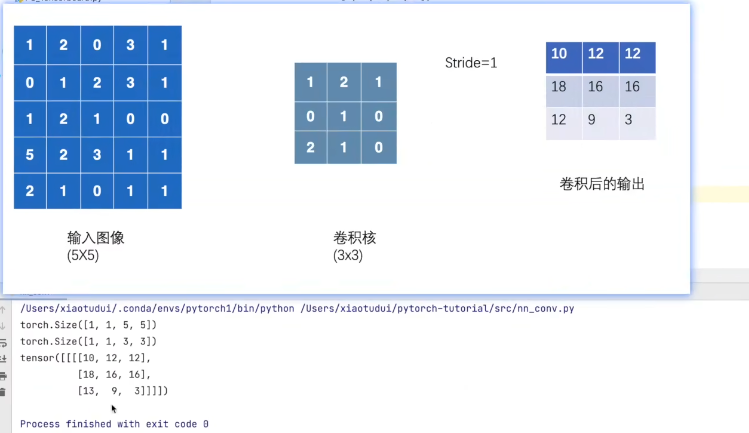 1 2 0 3 1
0 1 2 3 1
1 2 1 0 0
5 2 3 1 1
2 1 0 1 1
输入图像
(5X5)
1 2 1
0 1 0
2 1 0
卷积核
(3x3)
Stride=1
10 12 12
18 16 16
12 9 3
卷积后的输出
/Users/xiaotudui/.conda/envs/pytorch1/bin/python /Users/xiaotudui/pytorch-tutorial/src/nn_conv.py
torch.Size([1, 1, 5, 5])
torch.Size([1, 1, 3, 3])
tensor([[[[10, 12, 12],
[18, 16, 16],
[13, 9, 3]]]])
Process finished with exit code 0